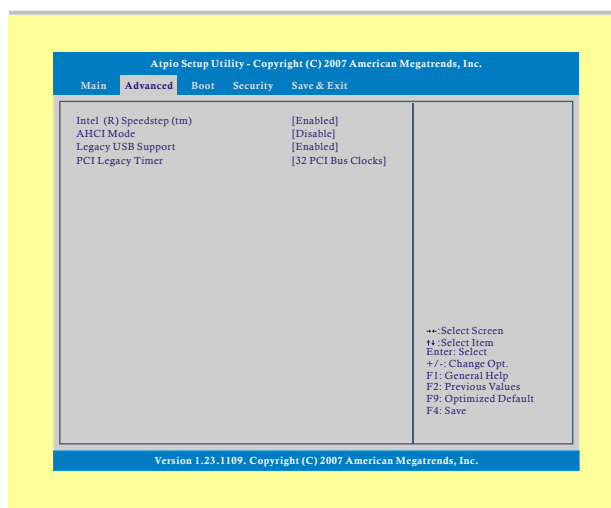 Atpio Setup Utility - Copyright (C) 2007 American Megatrends, Inc.
Main Advanced Boot Security Save & Exit
Intel (R) Speedstep (tm) [Enabled]
AHCI Mode [Disable]
Legacy USB Support [Enabled]
PCI Legacy Timer [32 PCI Bus Clocks]
→←:Select Screen
↑↓:Select Item
Enter: Select
+/-: Change Opt.
F1: General Help
F2: Previous Values
F9: Optimized Default
F4: Save
Version 1.23.1109. Copyright (C) 2007 American Megatrends, Inc.